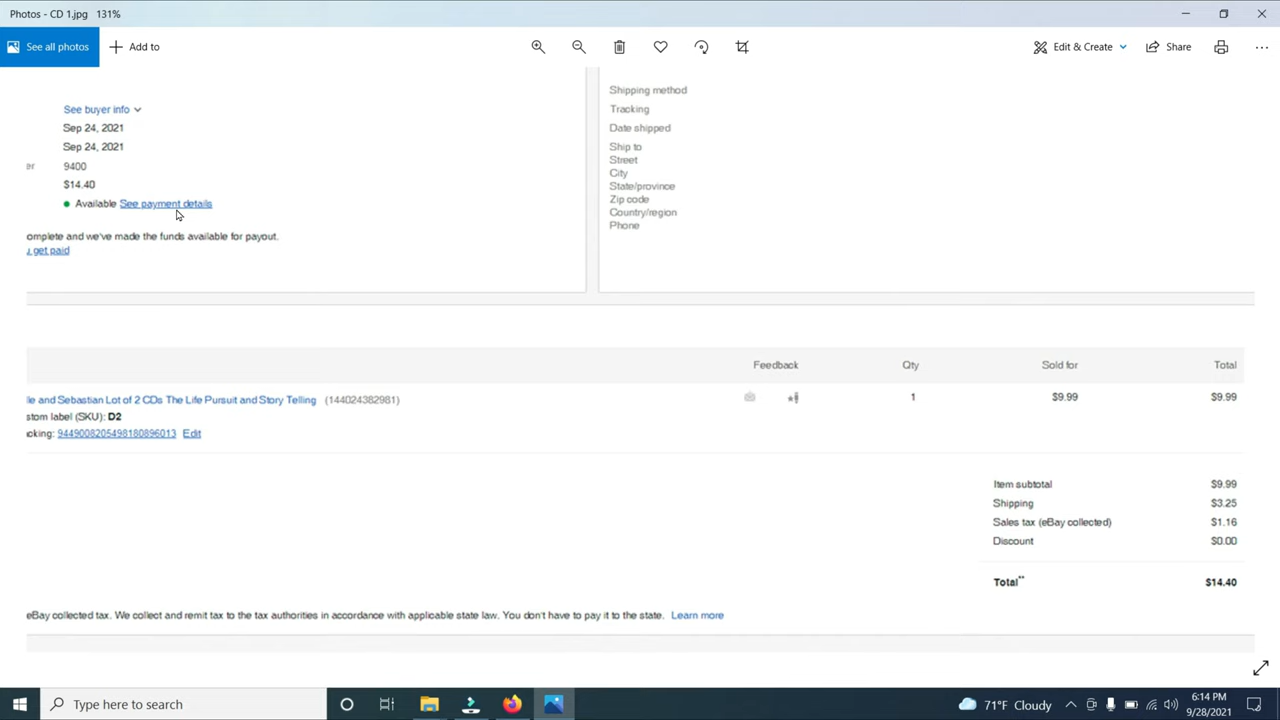 Photos - CD 1.jpg 131%
See all photos
Add to
Edit & Create
Share
See buyer info
Sep 24, 2021
Sep 24, 2021
er 9400
$14.40
Available See payment details
omplete and we've made the funds available for payout.
u get paid
Shipping method
Tracking
Date shipped
Ship to
Street
City
State/province
Zip code
Country/region
Phone
Feedback Qty Sold for Total
le and Sebastian Lot of 2 CDs The Life Pursuit and Story Telling (144024382981) 1 $9.99 $9.99
stom label (SKU): D2
cking: 9449008205498180896013 Edit
Item subtotal $9.99
Shipping $3.25
Sales tax (eBay collected) $1.16
Discount $0.00
Total** $14.40
eBay collected tax. We collect and remit tax to the tax authorities in accordance with applicable state law. You don't have to pay it to the state. Learn more
Type here to search
71°F Cloudy
6:14 PM
9/28/2021